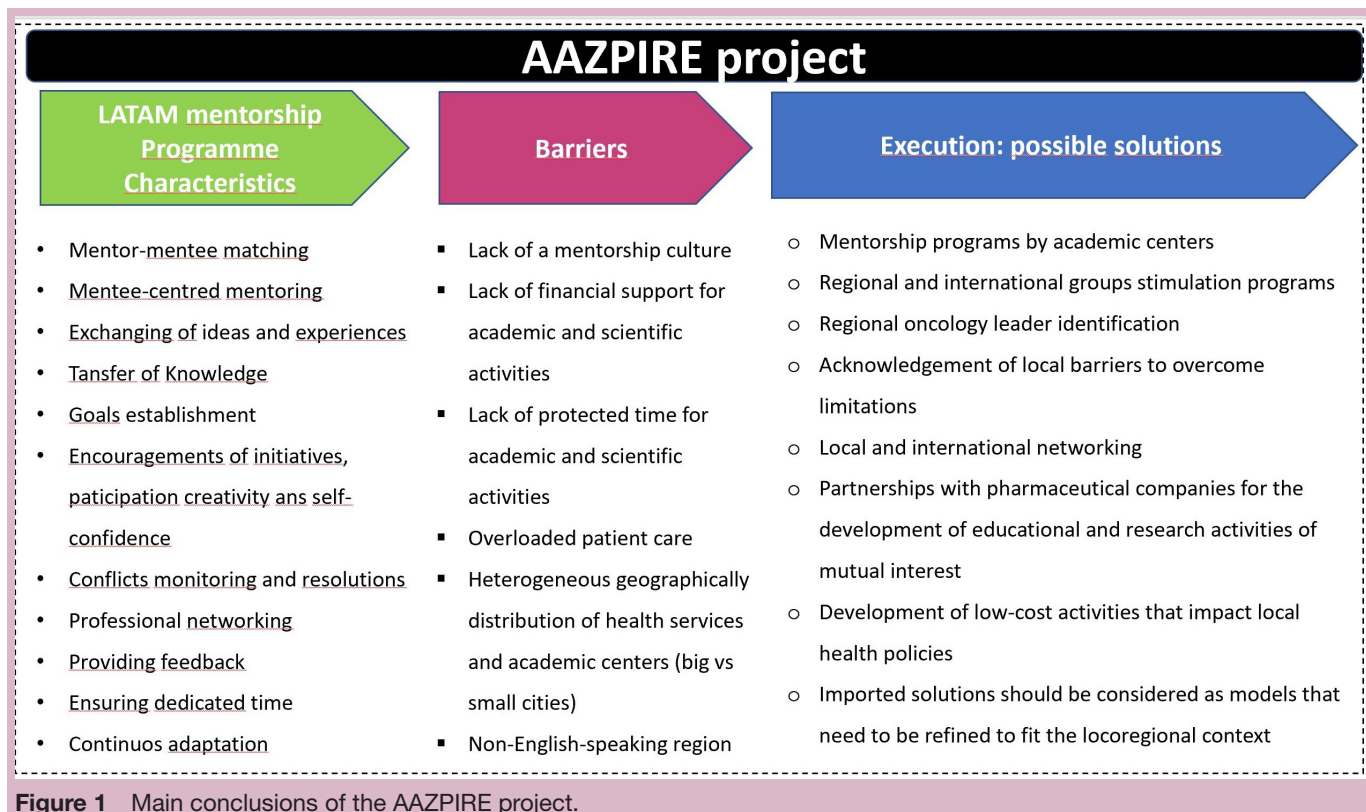 AAZPIRE project
LATAM mentorship
Programme
Characteristics
• Mentor-mentee matching
• Mentee-centred mentoring
• Exchanging of ideas and experiences
• Tansfer of Knowledge
• Goals establishment
• Encouragements of initiatives,
paticipation creativity ans self-
confidence
• Conflicts monitoring and resolutions
• Professional networking
• Providing feedback
• Ensuring dedicated time
• Continuos adaptation
Barriers
▪ Lack of a mentorship culture
▪ Lack of financial support for
academic and scientific
activities
▪ Lack of protected time for
academic and scientific
activities
▪ Overloaded patient care
▪ Heterogeneous geographically
distribution of health services
and academic centers (big vs
small cities)
▪ Non-English-speaking region
Execution: possible solutions
o Mentorship programs by academic centers
o Regional and international groups stimulation programs
o Regional oncology leader identification
o Acknowledgement of local barriers to overcome
limitations
o Local and international networking
o Partnerships with pharmaceutical companies for the
development of educational and research activities of
mutual interest
o Development of low-cost activities that impact local
health policies
o Imported solutions should be considered as models that
need to be refined to fit the locoregional context
Figure 1 Main conclusions of the AAZPIRE project.